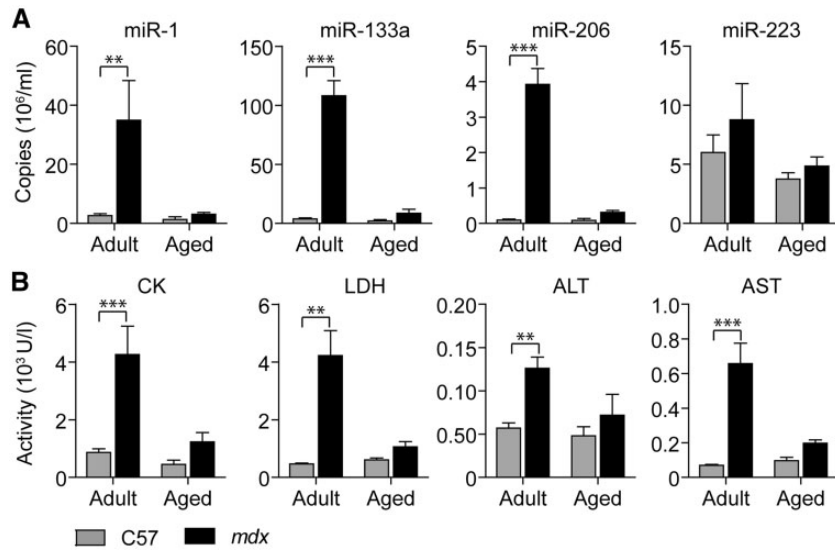 A
miR-1 miR-133a miR-206 miR-223
Copies (10⁶/ml)
60 40 20 0
** 
150 100 50 0
***
5 4 3 2 1 0
***
15 10 5 0
Adult Aged Adult Aged Adult Aged Adult Aged
B
CK LDH ALT AST
Activity (10³ U/l)
6 4 2 0
***
6 4 2 0
**
0.20 0.15 0.10 0.50 0
**
1.0 0.8 0.6 0.4 0.2 0
***
Adult Aged Adult Aged Adult Aged Adult Aged
C57 mdx